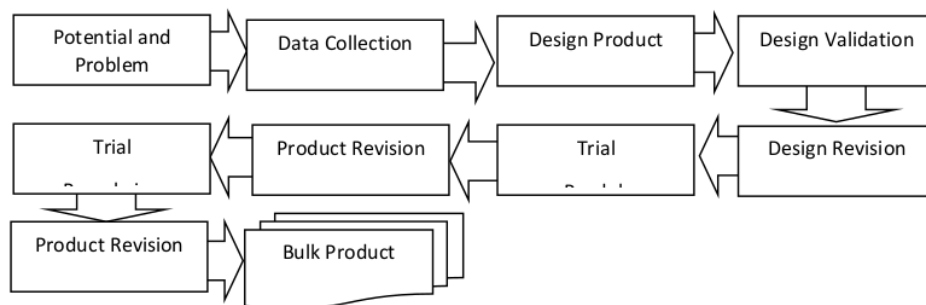 Potential and
Problem
Data Collection
Design Product
Design Validation
Design Revision
Trial
Product Revision
Trial
Product Revision
Bulk Product